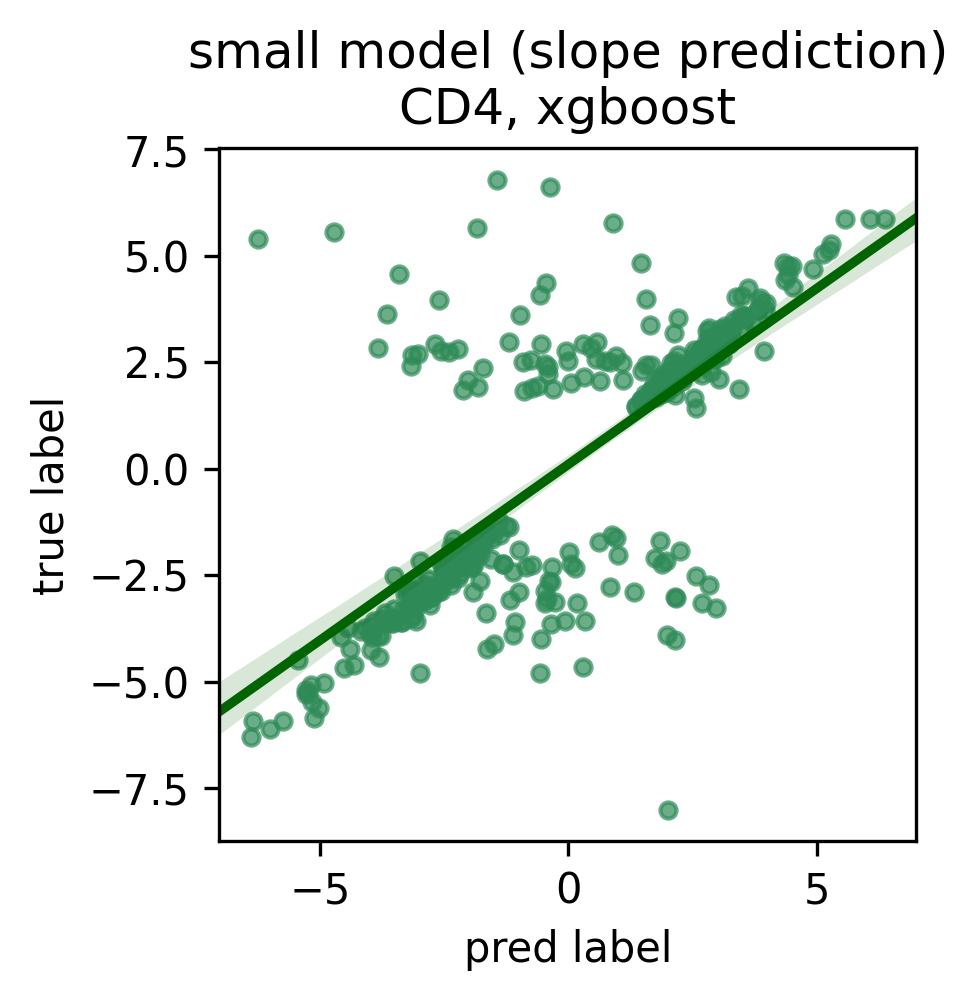 small model (slope prediction)
CD4, xgboost
7.5
5.0
2.5
0.0
−2.5
−5.0
−7.5
true label
−5
0
5
pred label